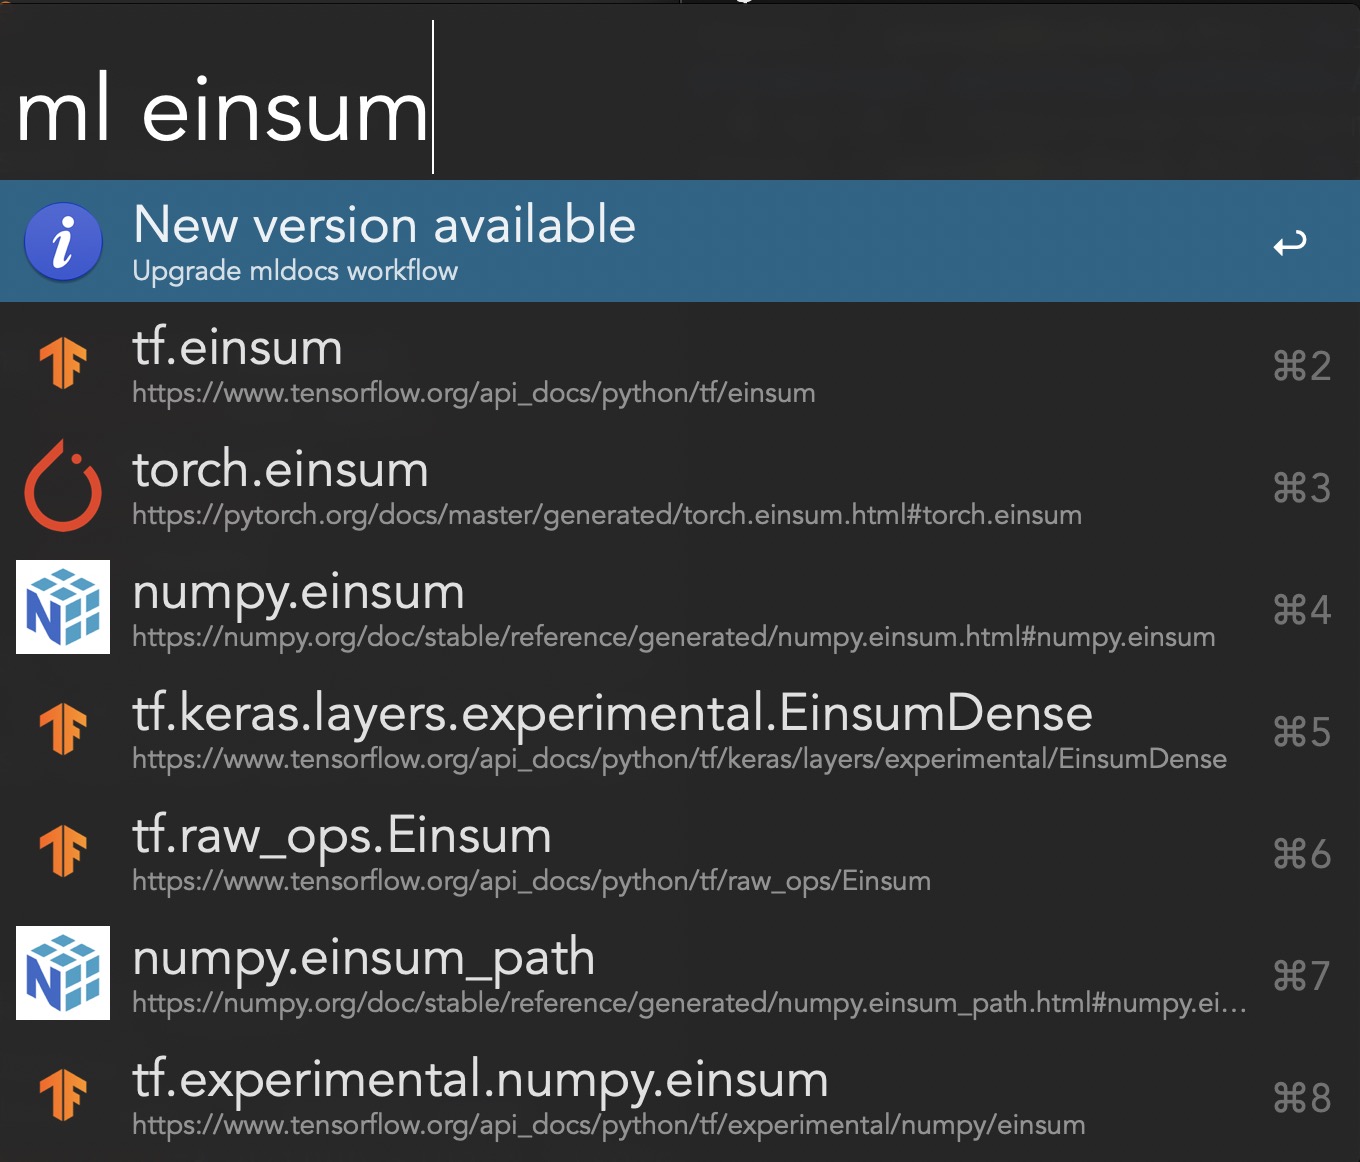 ml einsum
New version available
Upgrade mldocs workflow
tf.einsum
https://www.tensorflow.org/api_docs/python/tf/einsum
⌘2
torch.einsum
https://pytorch.org/docs/master/generated/torch.einsum.html#torch.einsum
⌘3
numpy.einsum
https://numpy.org/doc/stable/reference/generated/numpy.einsum.html#numpy.einsum
⌘4
tf.keras.layers.experimental.EinsumDense
https://www.tensorflow.org/api_docs/python/tf/keras/layers/experimental/EinsumDense
⌘5
tf.raw_ops.Einsum
https://www.tensorflow.org/api_docs/python/tf/raw_ops/Einsum
⌘6
numpy.einsum_path
https://numpy.org/doc/stable/reference/generated/numpy.einsum_path.html#numpy.ei…
⌘7
tf.experimental.numpy.einsum
https://www.tensorflow.org/api_docs/python/tf/experimental/numpy/einsum
⌘8